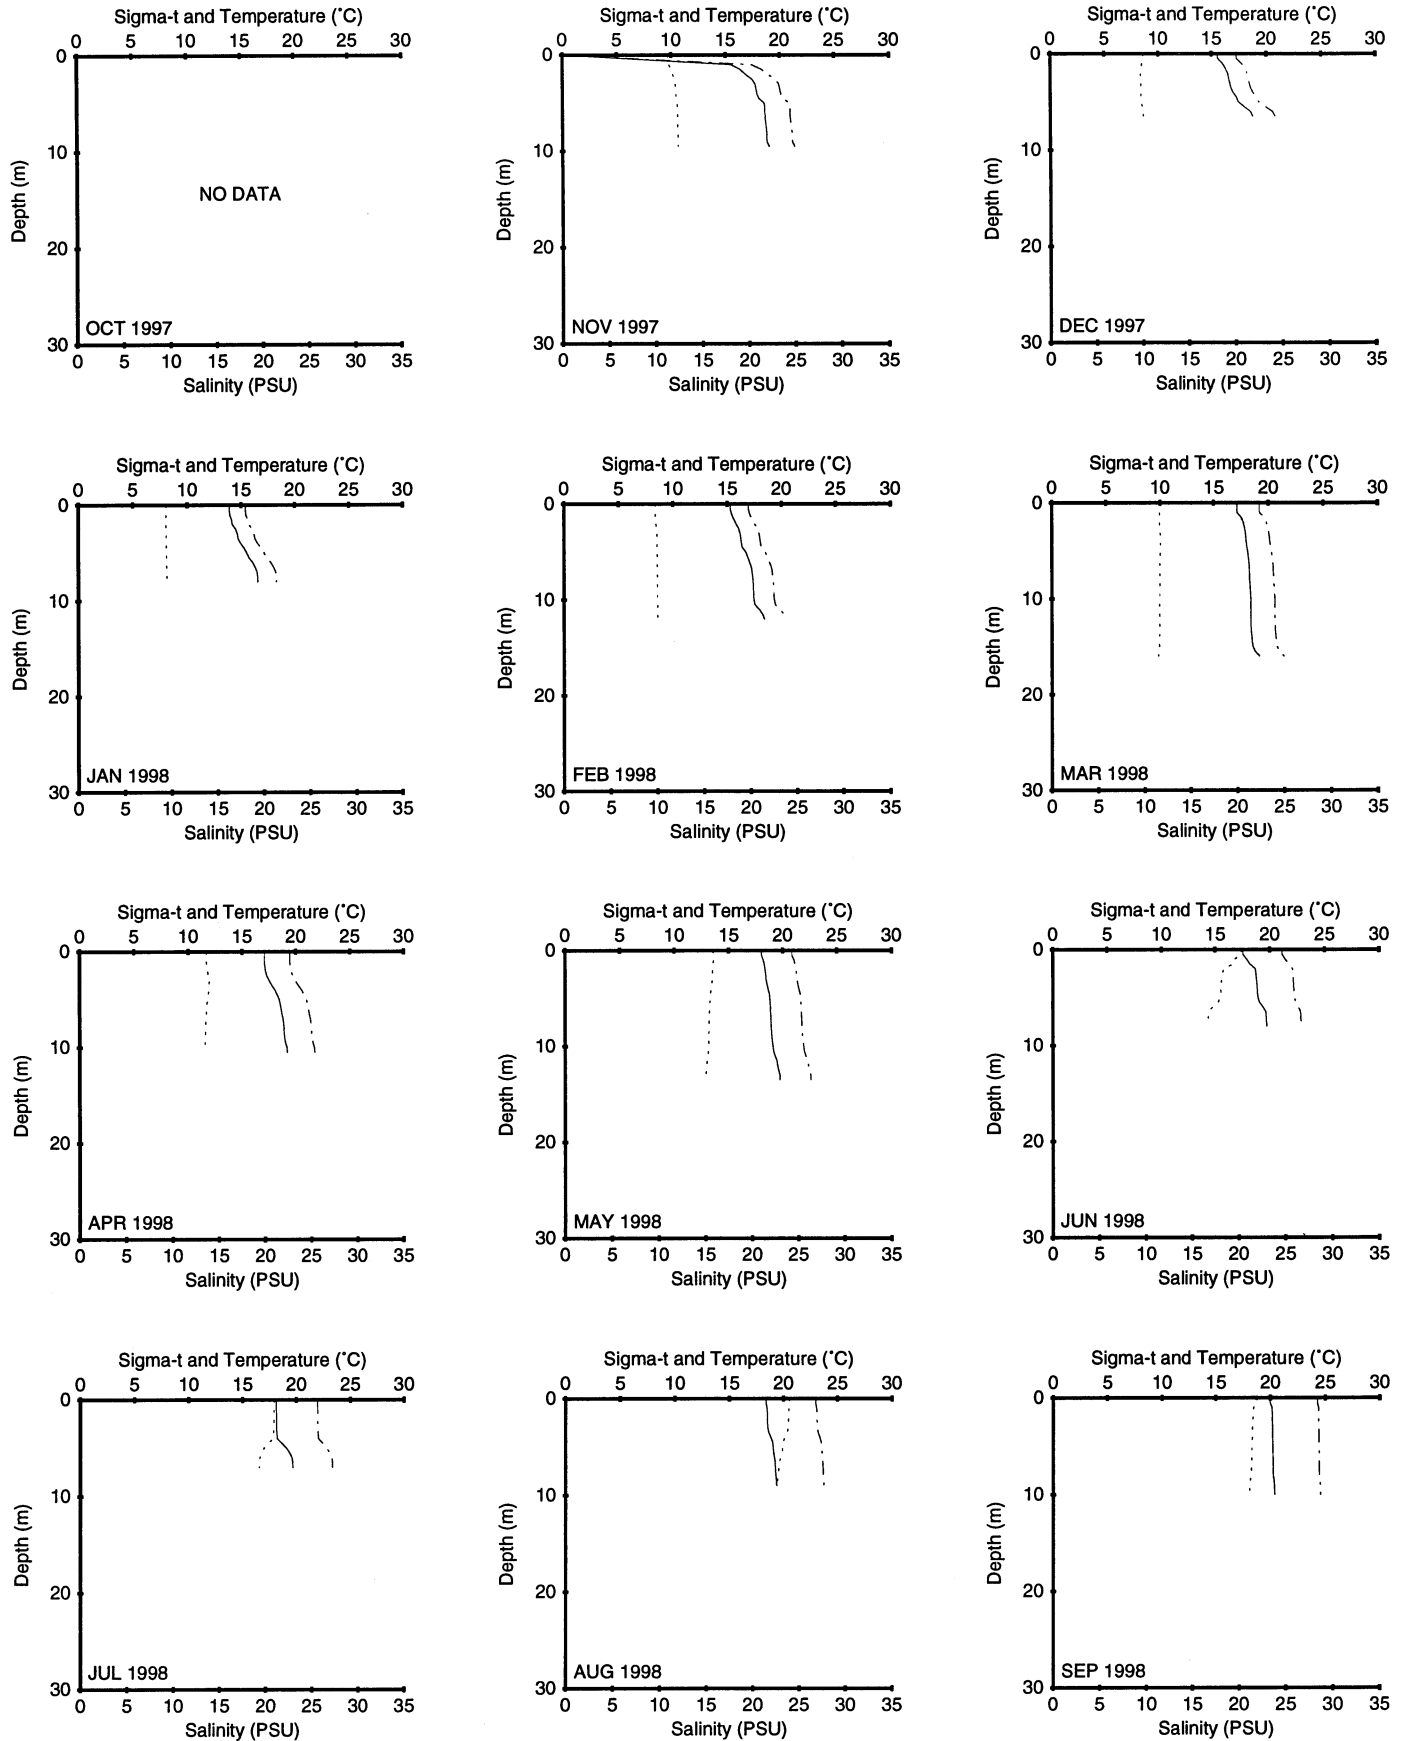 Sigma-t and Temperature (˚C)
0 5 10 15 20 25 30
0
10
20
30
Depth (m)
NO DATA
OCT 1997
0 5 10 15 20 25 30 35
Salinity (PSU)
Sigma-t and Temperature (˚C)
0 5 10 15 20 25 30
0
10
20
30
Depth (m)
NOV 1997
0 5 10 15 20 25 30 35
Salinity (PSU)
Sigma-t and Temperature (˚C)
0 5 10 15 20 25 30
0
10
20
30
Depth (m)
DEC 1997
0 5 10 15 20 25 30 35
Salinity (PSU)
Sigma-t and Temperature (˚C)
0 5 10 15 20 25 30
0
10
20
30
Depth (m)
JAN 1998
0 5 10 15 20 25 30 35
Salinity (PSU)
Sigma-t and Temperature (˚C)
0 5 10 15 20 25 30
0
10
20
30
Depth (m)
FEB 1998
0 5 10 15 20 25 30 35
Salinity (PSU)
Sigma-t and Temperature (˚C)
0 5 10 15 20 25 30
0
10
20
30
Depth (m)
MAR 1998
0 5 10 15 20 25 30 35
Salinity (PSU)
Sigma-t and Temperature (˚C)
0 5 10 15 20 25 30
0
10
20
30
Depth (m)
APR 1998
0 5 10 15 20 25 30 35
Salinity (PSU)
Sigma-t and Temperature (˚C)
0 5 10 15 20 25 30
0
10
20
30
Depth (m)
MAY 1998
0 5 10 15 20 25 30 35
Salinity (PSU)
Sigma-t and Temperature (˚C)
0 5 10 15 20 25 30
0
10
20
30
Depth (m)
JUN 1998
0 5 10 15 20 25 30 35
Salinity (PSU)
Sigma-t and Temperature (˚C)
0 5 10 15 20 25 30
0
10
20
30
Depth (m)
JUL 1998
0 5 10 15 20 25 30 35
Salinity (PSU)
Sigma-t and Temperature (˚C)
0 5 10 15 20 25 30
0
10
20
30
Depth (m)
AUG 1998
0 5 10 15 20 25 30 35
Salinity (PSU)
Sigma-t and Temperature (˚C)
0 5 10 15 20 25 30
0
10
20
30
Depth (m)
SEP 1998
0 5 10 15 20 25 30 35
Salinity (PSU)